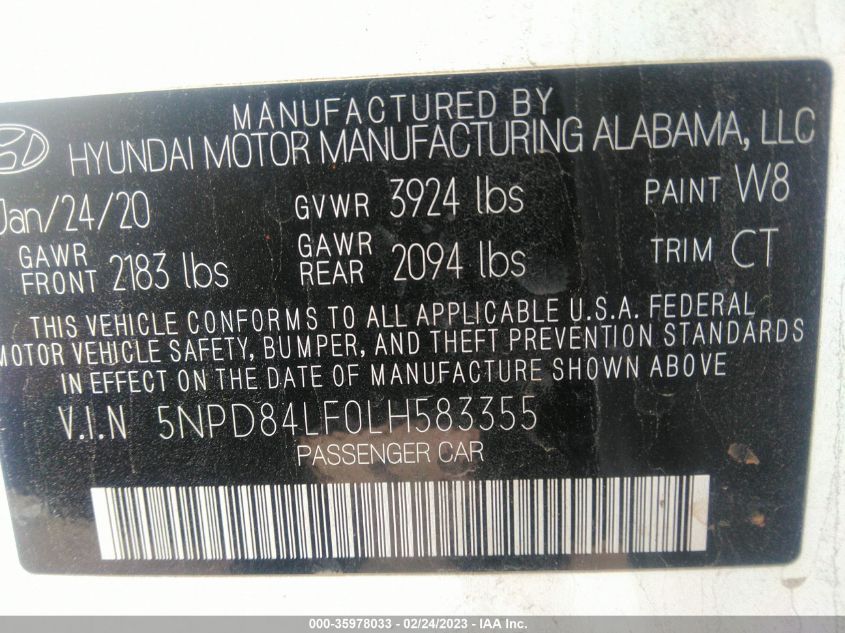 MANUFACTURED BY
HYUNDAI MOTOR MANUFACTURING ALABAMA, LLC
Jan/24/20 GVWR 3924 lbs PAINT W8
GAWR FRONT 2183 lbs GAWR REAR 2094 lbs TRIM CT
THIS VEHICLE CONFORMS TO ALL APPLICABLE U.S.A. FEDERAL
MOTOR VEHICLE SAFETY, BUMPER, AND THEFT PREVENTION STANDARDS
IN EFFECT ON THE DATE OF MANUFACTURE SHOWN ABOVE
V.I.N 5NPD84LF0LH583355
PASSENGER CAR
000-35978033 - 02/24/2023 - IAA